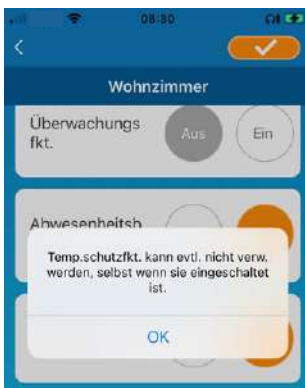 08:30
Wohnzimmer
Überwachungs
fkt.
Aus
Ein
Abwesenheitsb
Temp.schutzfkt. kann evtl. nicht verw.
werden, selbst wenn sie eingeschaltet
ist.
OK